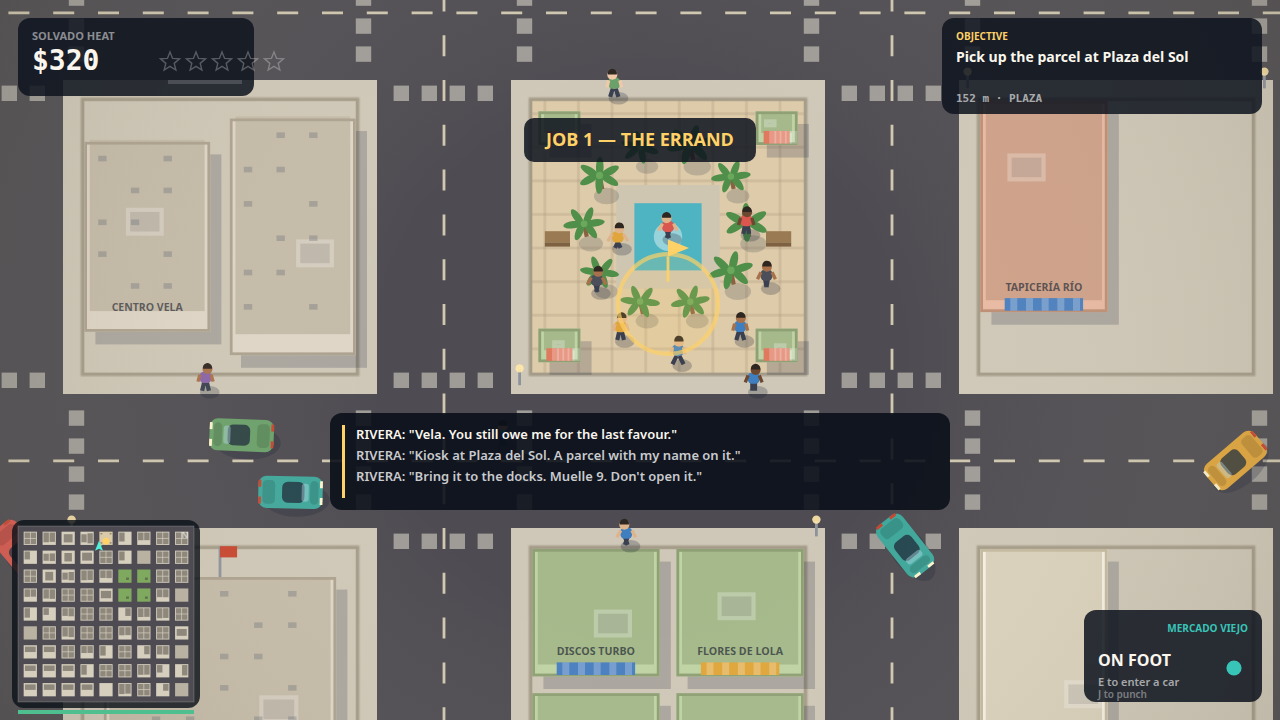 SOLVADO HEAT
$320
OBJECTIVE
Pick up the parcel at Plaza del Sol
152 m · PLAZA
JOB 1 — THE ERRAND
CENTRO VELA
TAPICERÍA RÍO
RIVERA: "Vela. You still owe me for the last favour."
RIVERA: "Kiosk at Plaza del Sol. A parcel with my name on it."
RIVERA: "Bring it to the docks. Muelle 9. Don't open it."
DISCOS TURBO
FLORES DE LOLA
MERCADO VIEJO
ON FOOT
E to enter a car
J to punch